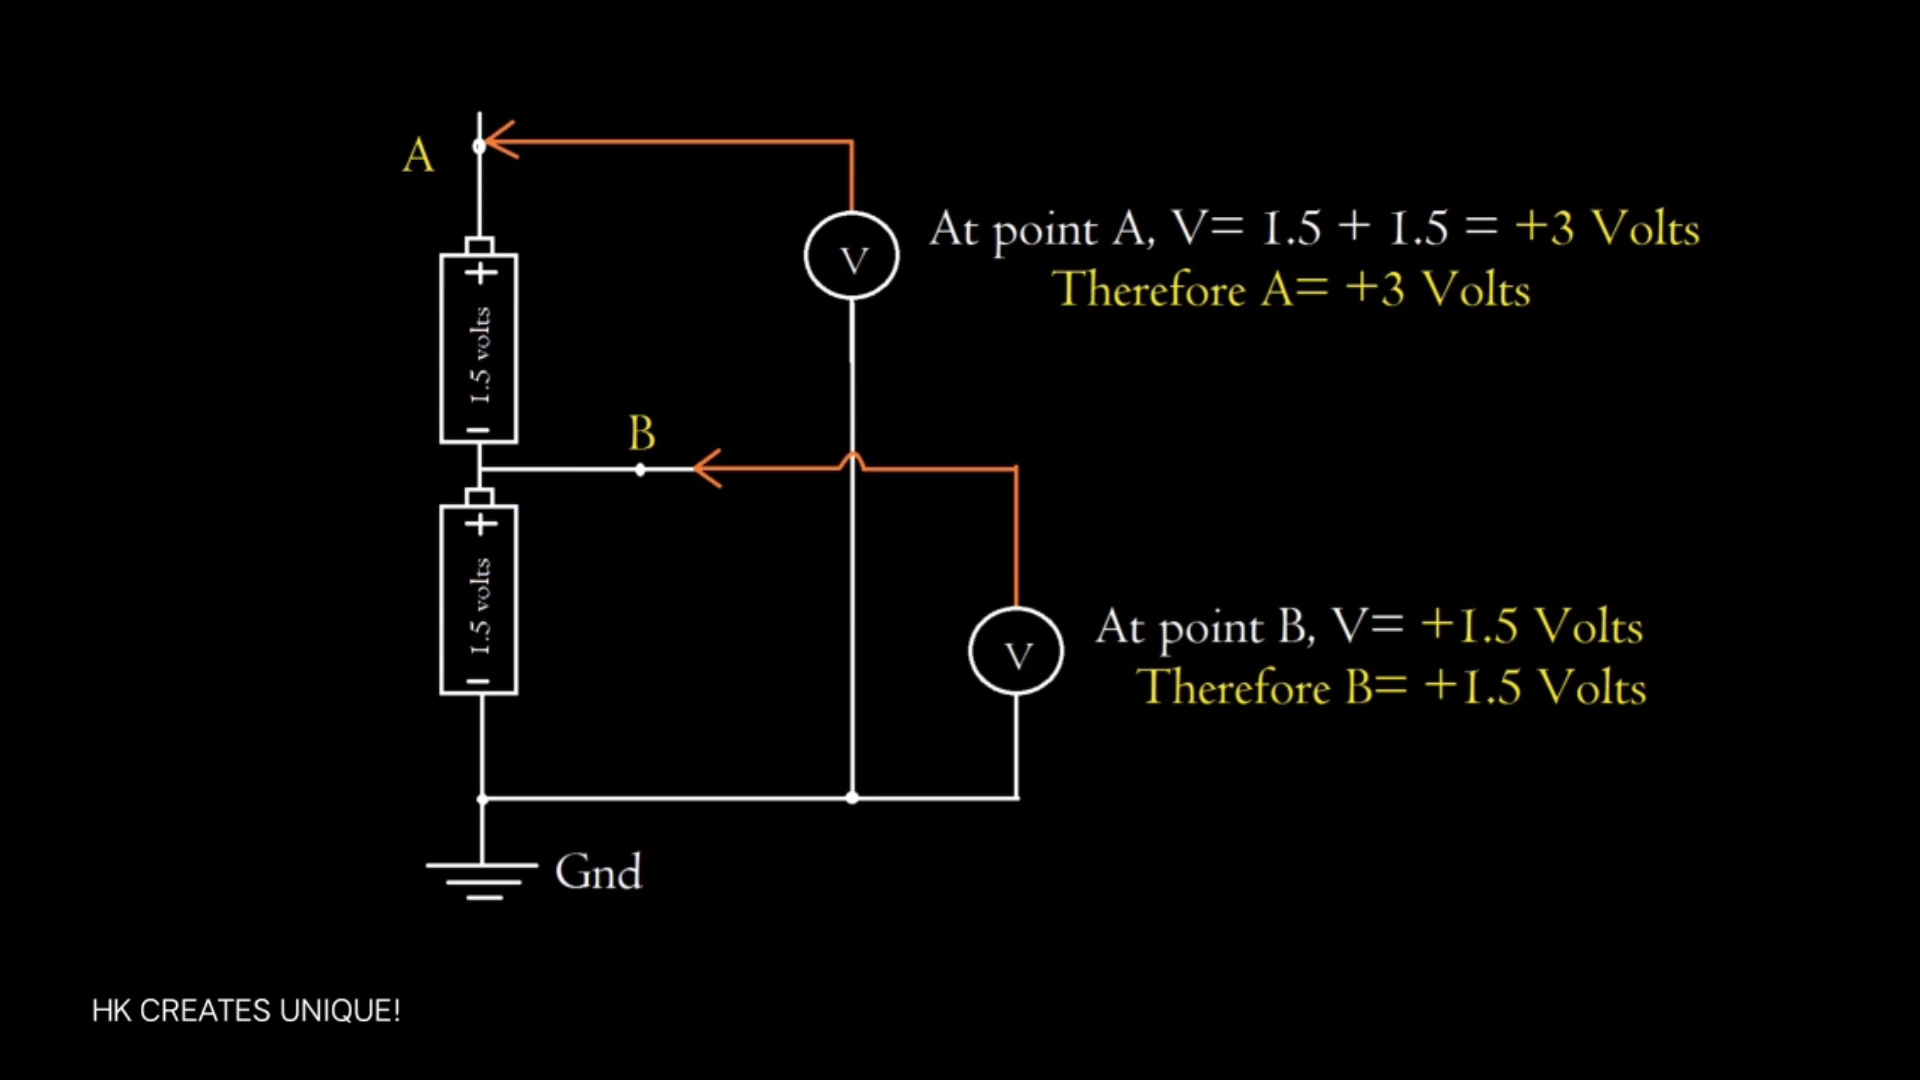 A
+
1.5 volts
−
V
At point A, V= 1.5 + 1.5 = +3 Volts
Therefore A= +3 Volts
B
+
1.5 volts
−
V
At point B, V= +1.5 Volts
Therefore B= +1.5 Volts
Gnd
HK CREATES UNIQUE!